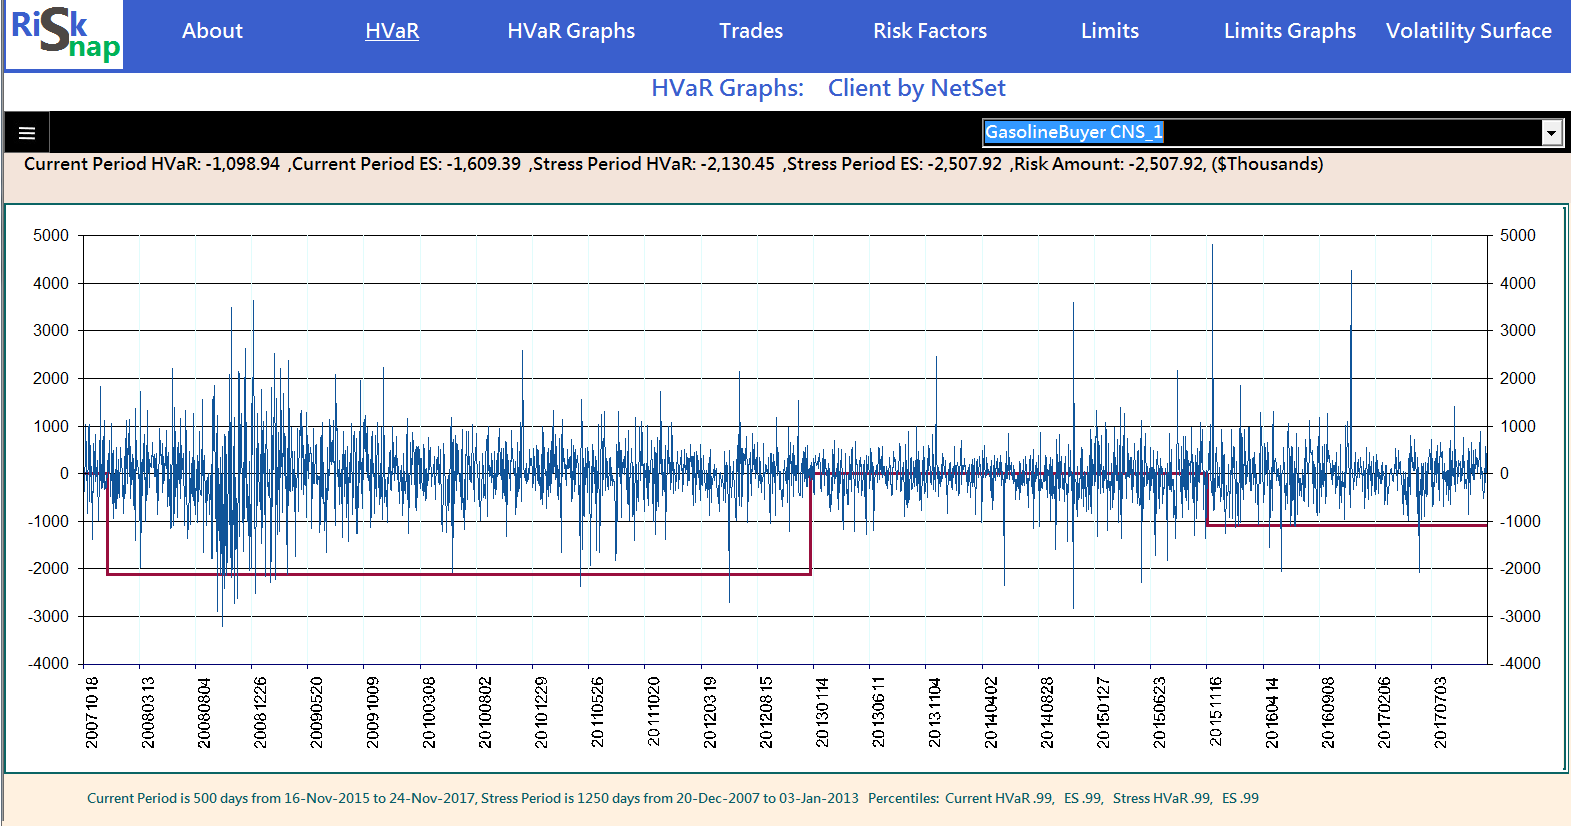 RiSk Snap
About HVaR HVaR Graphs Trades Risk Factors Limits Limits Graphs Volatility Surface
HVaR Graphs: Client by NetSet
GasolineBuyer CNS_1
Current Period HVaR: -1,098.94 ,Current Period ES: -1,609.39 ,Stress Period HVaR: -2,130.45 ,Stress Period ES: -2,507.92 ,Risk Amount: -2,507.92, ($Thousands)
5000 5000
4000 4000
3000 3000
2000 2000
1000 1000
0 0
-1000 -1000
-2000 -2000
-3000 -3000
-4000 -4000
20071018 20080313 20080804 20081226 20090520 20091009 20100308 20100802 20101229 20110526 20111020 20120319 20120815 20130114 20130611 20131104 20140402 20140828 20150127 20150623 20151116 20160414 20160908 20170206 20170703
Current Period is 500 days from 16-Nov-2015 to 24-Nov-2017, Stress Period is 1250 days from 20-Dec-2007 to 03-Jan-2013 Percentiles: Current HVaR .99, ES .99, Stress HVaR .99, ES .99